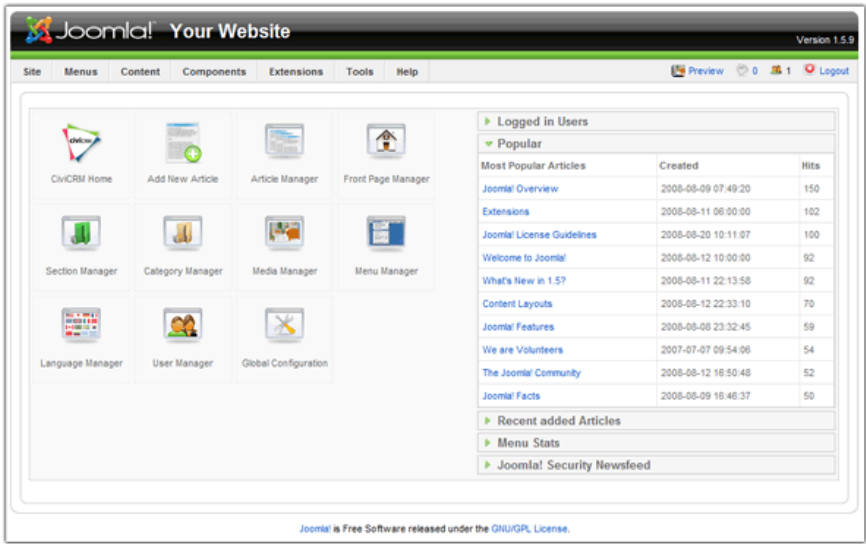 Joomla! Your Website
Version 1.5.9
Site Menus Content Components Extensions Tools Help Preview 0 1 Logout
CiviCRM
CiviCRM Home Add New Article Article Manager Front Page Manager
Section Manager Category Manager Media Manager Menu Manager
Language Manager User Manager Global Configuration
Logged in Users
Popular
Most Popular Articles Created Hits
Joomla! Overview 2008-08-09 07:49:20 150
Extensions 2008-08-11 06:00:00 102
Joomla! License Guidelines 2008-08-20 10:11:07 100
Welcome to Joomla! 2008-08-12 10:00:00 92
What's New in 1.5? 2008-08-11 22:13:58 92
Content Layouts 2008-08-12 22:33:10 70
Joomla! Features 2008-08-08 23:32:45 59
We are Volunteers 2007-07-07 09:54:06 54
The Joomla! Community 2008-08-12 16:50:48 52
Joomla! Facts 2008-08-09 16:46:37 50
Recent added Articles
Menu Stats
Joomla! Security Newsfeed
Joomla! is Free Software released under the GNU/GPL License.